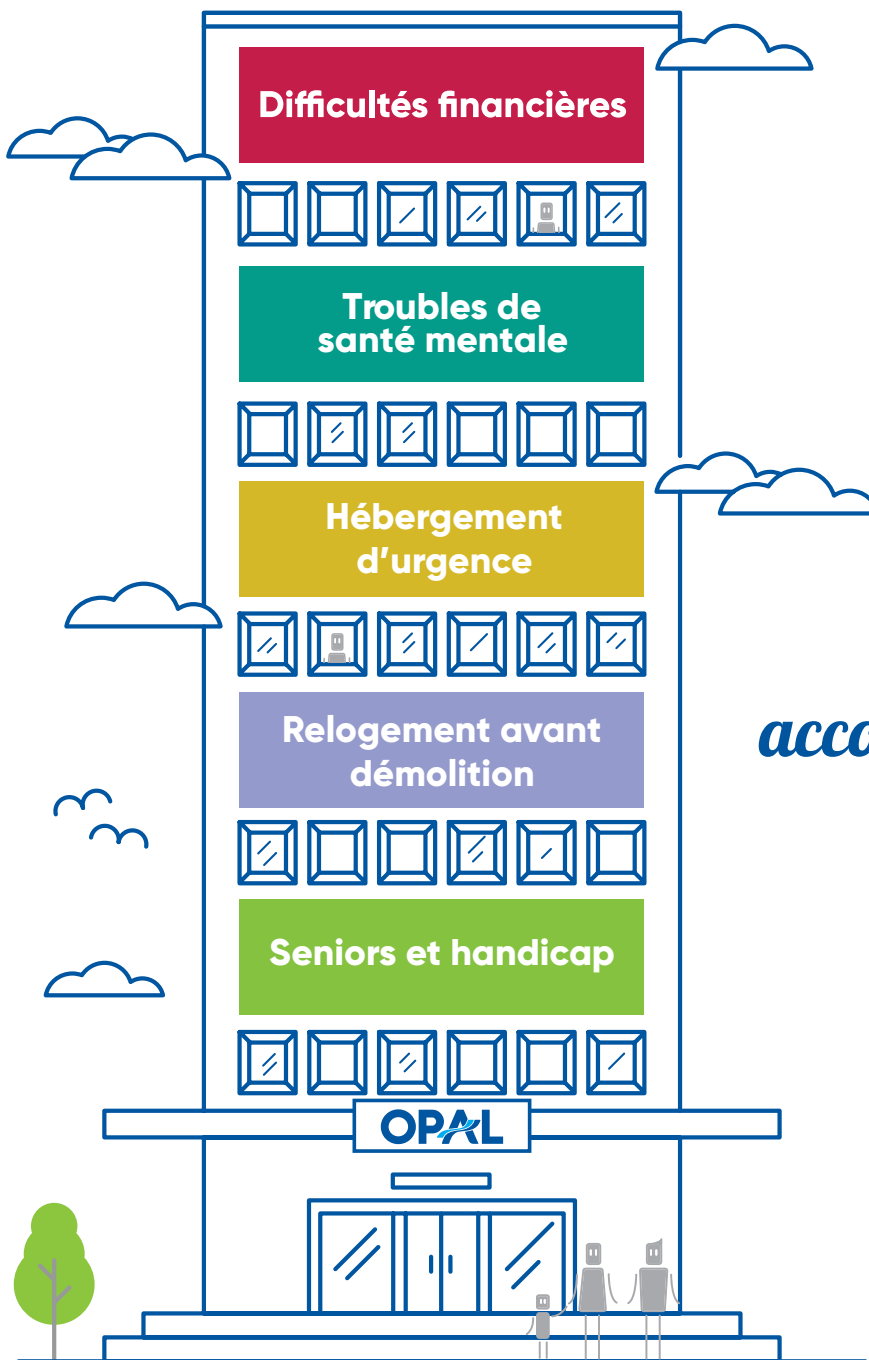 Difficultés financières
Troubles de
santé mentale
Hébergement
d’urgence
Relogement avant
démolition
Seniors et handicap
OPAL